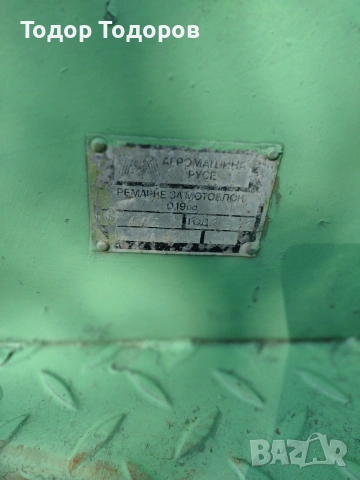 Тодор Тодоров
АГРОМАШИНА
РУСЕ
РЕМАРКЕ ЗА МОТОБЛОК
ГОД
BAZAR